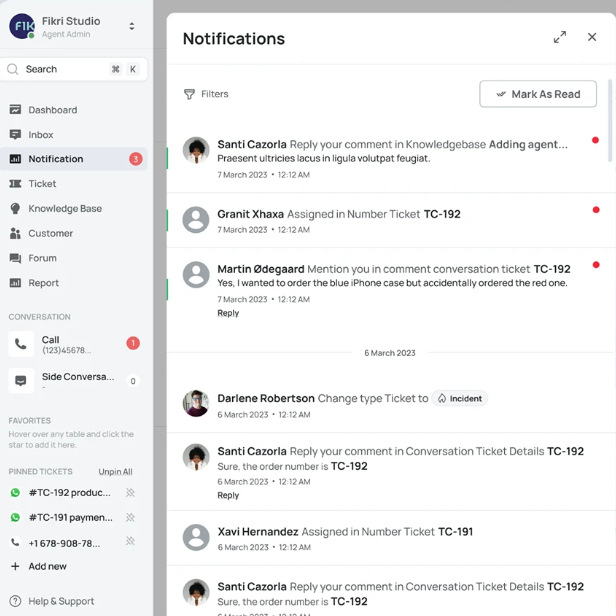 F1K
Fikri Studio
Agent Admin
Search
⌘ K
Dashboard
Inbox
Notification 3
Ticket
Knowledge Base
Customer
Forum
Report
CONVERSATION
Call
(123)45678...
1
Side Conversa...
-
0
FAVORITES
Hover over any table and click the
star to add it here.
PINNED TICKETS Unpin All
#TC-192 produc...
#TC-191 paymen...
+1 678-908-78...
+ Add new
Help & Support
Notifications
Filters
Mark As Read
Santi Cazorla Reply your comment in Knowledgebase Adding agent...
Praesent ultricies lacus in ligula volutpat feugiat.
7 March 2023 • 12:12 AM
Granit Xhaxa Assigned in Number Ticket TC-192
7 March 2023 • 12:12 AM
Martin Ødegaard Mention you in comment conversation ticket TC-192
Yes, I wanted to order the blue iPhone case but accidentally ordered the red one.
7 March 2023 • 12:12 AM
Reply
6 March 2023
Darlene Robertson Change type Ticket to Incident
6 March 2023 • 12:12 AM
Santi Cazorla Reply your comment in Conversation Ticket Details TC-192
Sure, the order number is TC-192
6 March 2023 • 12:12 AM
Reply
Xavi Hernandez Assigned in Number Ticket TC-191
6 March 2023 • 12:12 AM
Santi Cazorla Reply your comment in Conversation Ticket Details TC-192
Sure, the order number is TC-192